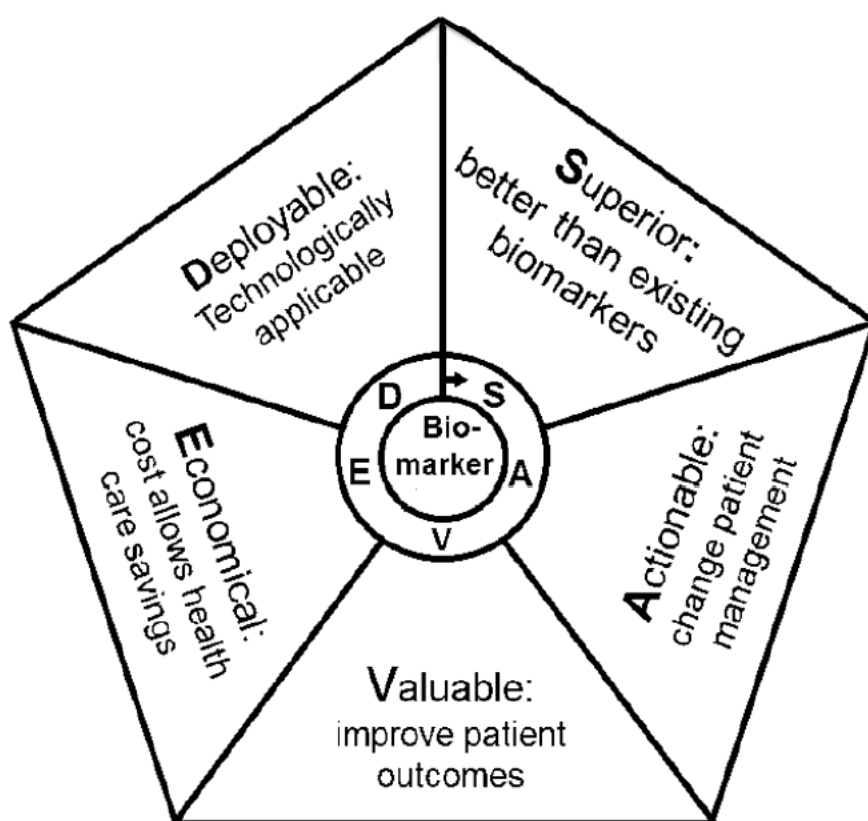 Superior:
better than existing
biomarkers
Actionable:
change patient
management
Valuable:
improve patient
outcomes
Economical:
cost allows health
care savings
Deployable:
Technologically
applicable
S
A
V
E
D
Bio-
marker